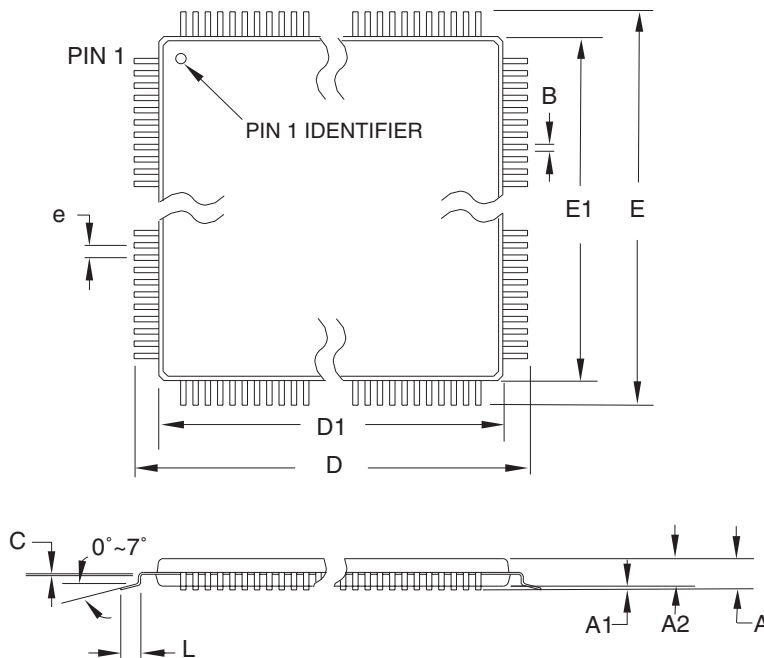 PIN 1
PIN 1 IDENTIFIER
B
e
E1
E
D1
D
C
0°~7°
L
A1
A2
A